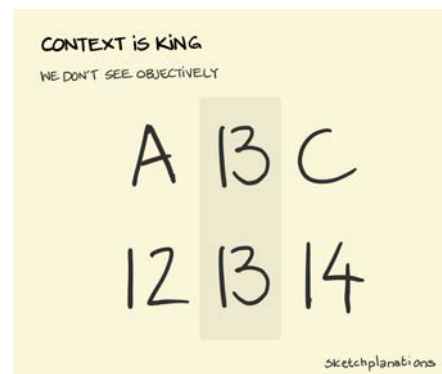 CONTEXT IS KING
WE DON'T SEE OBJECTIVELY
A 13 C
12 13 14
sketchplanations